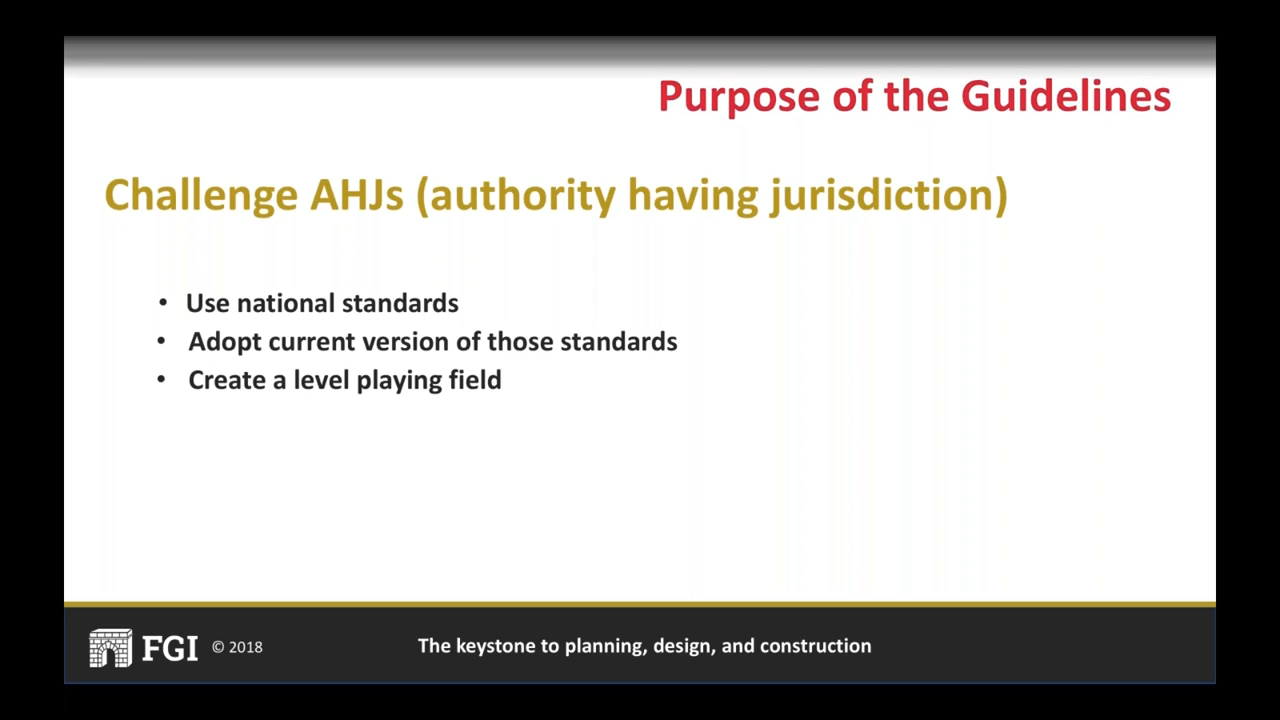 Purpose of the Guidelines
Challenge AHJs (authority having jurisdiction)
• Use national standards
• Adopt current version of those standards
• Create a level playing field
FGI © 2018 The keystone to planning, design, and construction